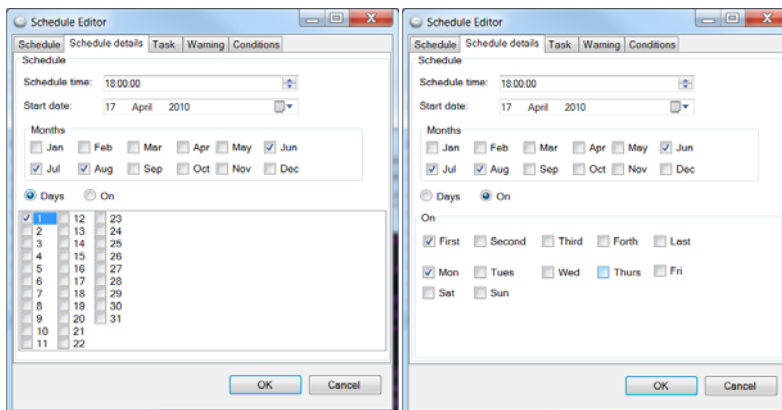 Schedule Editor
Schedule Schedule details Task Warning Conditions
Schedule
Schedule time: 18:00:00
Start date: 17 April 2010
Months
Jan Feb Mar Apr May Jun
Jul Aug Sep Oct Nov Dec
Days On
1 12 23
2 13 24
3 14 25
4 15 26
5 16 27
6 17 28
7 18 29
8 19 30
9 20 31
10 21
11 22
OK Cancel
Schedule Editor
Schedule Schedule details Task Warning Conditions
Schedule
Schedule time: 18:00:00
Start date: 17 April 2010
Months
Jan Feb Mar Apr May Jun
Jul Aug Sep Oct Nov Dec
Days On
On
First Second Third Forth Last
Mon Tues Wed Thurs Fri
Sat Sun
OK Cancel